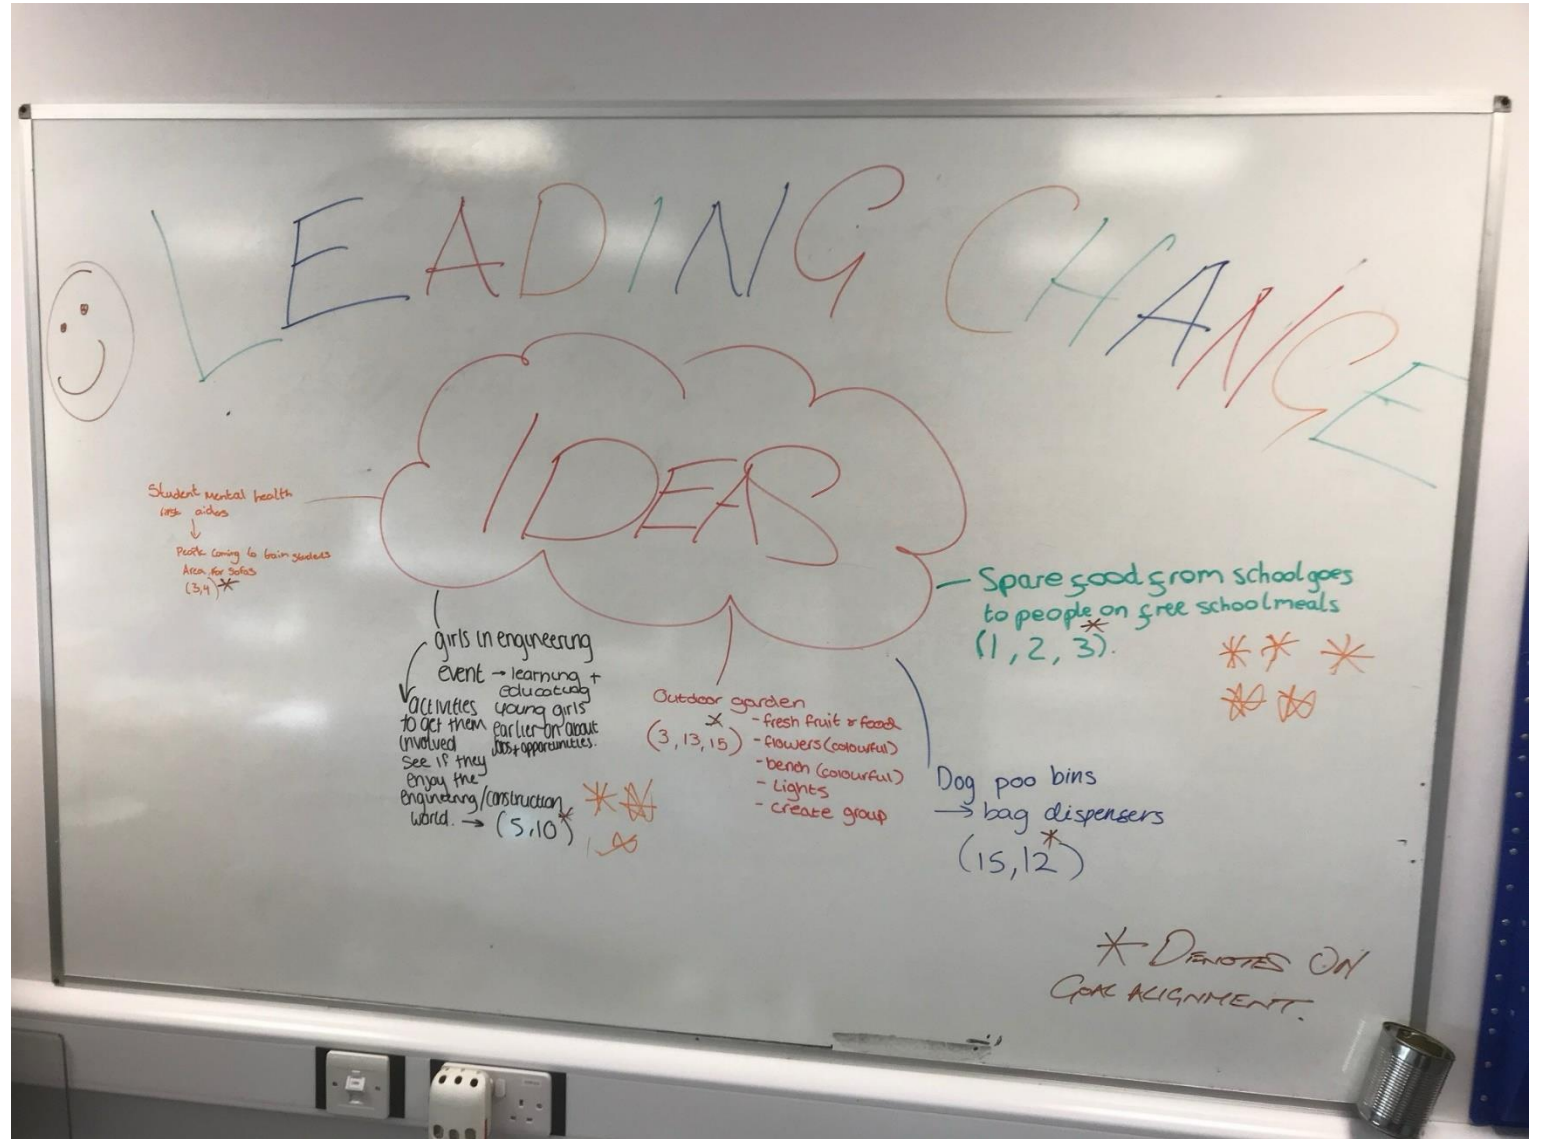 LEADING CHANGE
IDEAS
Student Mental health
first aiders
↓
People coming to train students
Area for sofas
(3,4)*
girls in engineering
event → learning +
educating
young girls
earlier on about
jobs + opportunities.
activities
to get them
involved
see if they
enjoy the
engineering/construction
world. → (5,10)*
Outdoor garden
(3,13,15)*
- fresh fruit & food
- flowers (colourful)
- bench (colourful)
- Lights
- create group
Spare food from school goes
to people on free school meals
(1, 2, 3)*.
Dog poo bins
→ bag dispensers
(15,12)*
* DENOTES ON
GOAL ALIGNMENT.